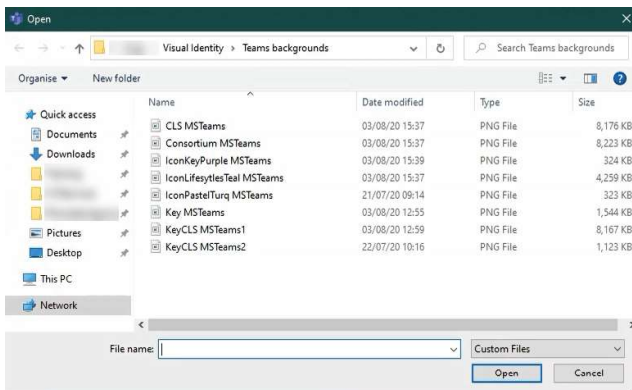 Open
Visual Identity › Teams backgrounds
Search Teams backgrounds
Organise
New folder
Name Date modified Type Size
Quick access
Documents
Downloads
Pictures
Desktop
This PC
Network
CLS MSTeams 03/08/20 15:37 PNG File 8,176 KB
Consortium MSTeams 03/08/20 15:37 PNG File 8,223 KB
IconKeyPurple MSTeams 03/08/20 15:39 PNG File 324 KB
IconLifesytlesTeal MSTeams 03/08/20 15:37 PNG File 4,259 KB
IconPastelTurq MSTeams 21/07/20 09:14 PNG File 323 KB
Key MSTeams 03/08/20 12:55 PNG File 1,544 KB
KeyCLS MSTeams1 03/08/20 12:59 PNG File 8,167 KB
KeyCLS MSTeams2 22/07/20 10:16 PNG File 1,123 KB
File name:
Custom Files
Open
Cancel